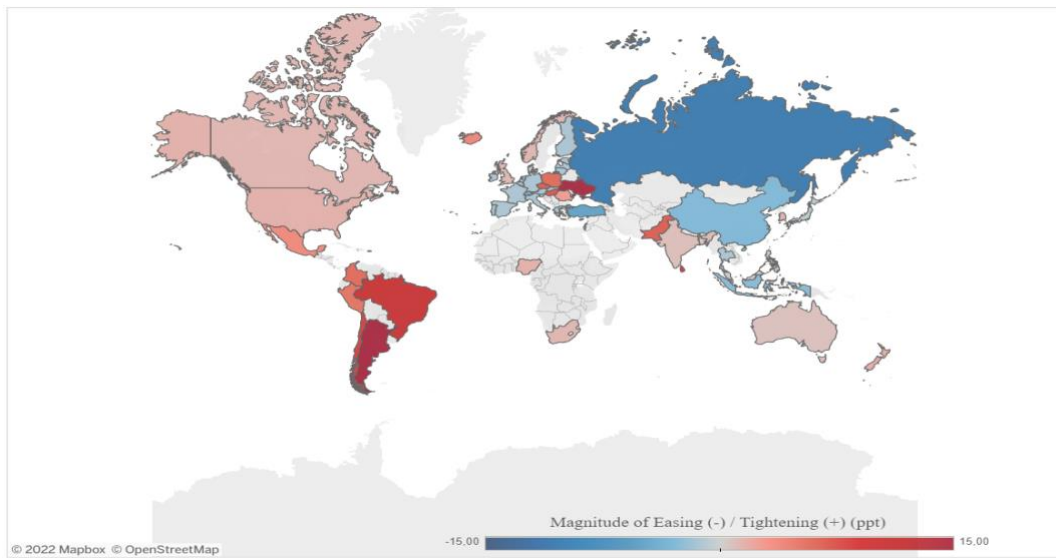 Magnitude of Easing (-) / Tightening (+) (ppt)
-15,00 15,00
© 2022 Mapbox © OpenStreetMap